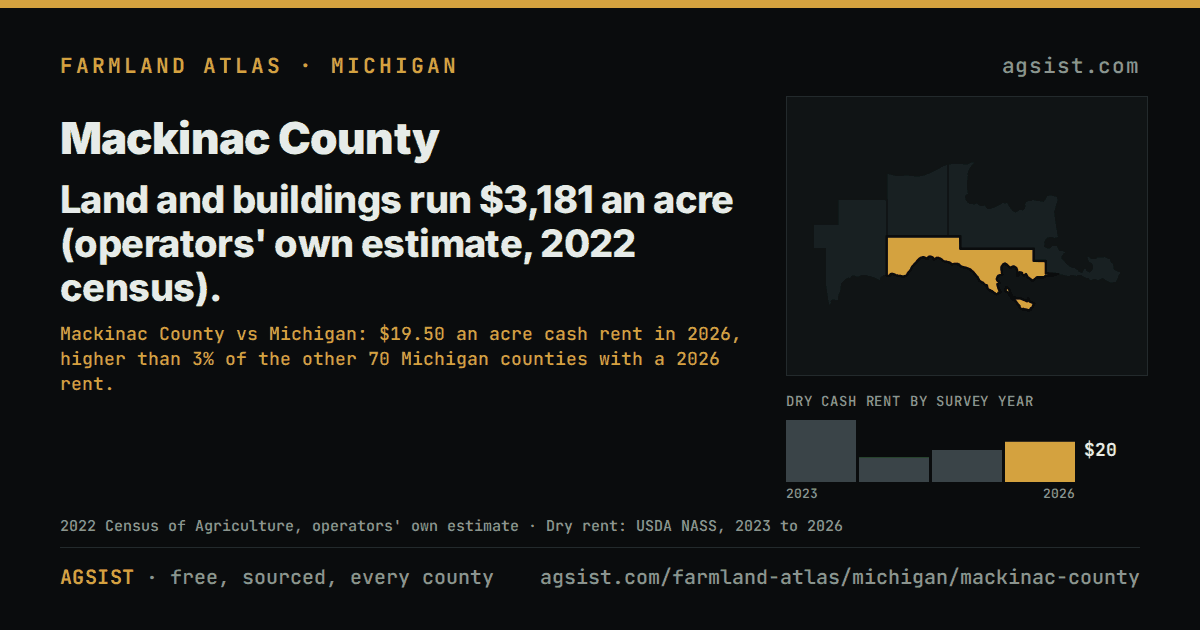 FARMLAND ATLAS · MICHIGAN
agsist.com
Mackinac County
Land and buildings run $3,181 an acre
(operators' own estimate, 2022
census).
Mackinac County vs Michigan: $19.50 an acre cash rent in 2026,
higher than 3% of the other 70 Michigan counties with a 2026
rent.
DRY CASH RENT BY SURVEY YEAR
$20
2023 2026
2022 Census of Agriculture, operators' own estimate · Dry rent: USDA NASS, 2023 to 2026
AGSIST · free, sourced, every county
agsist.com/farmland-atlas/michigan/mackinac-county